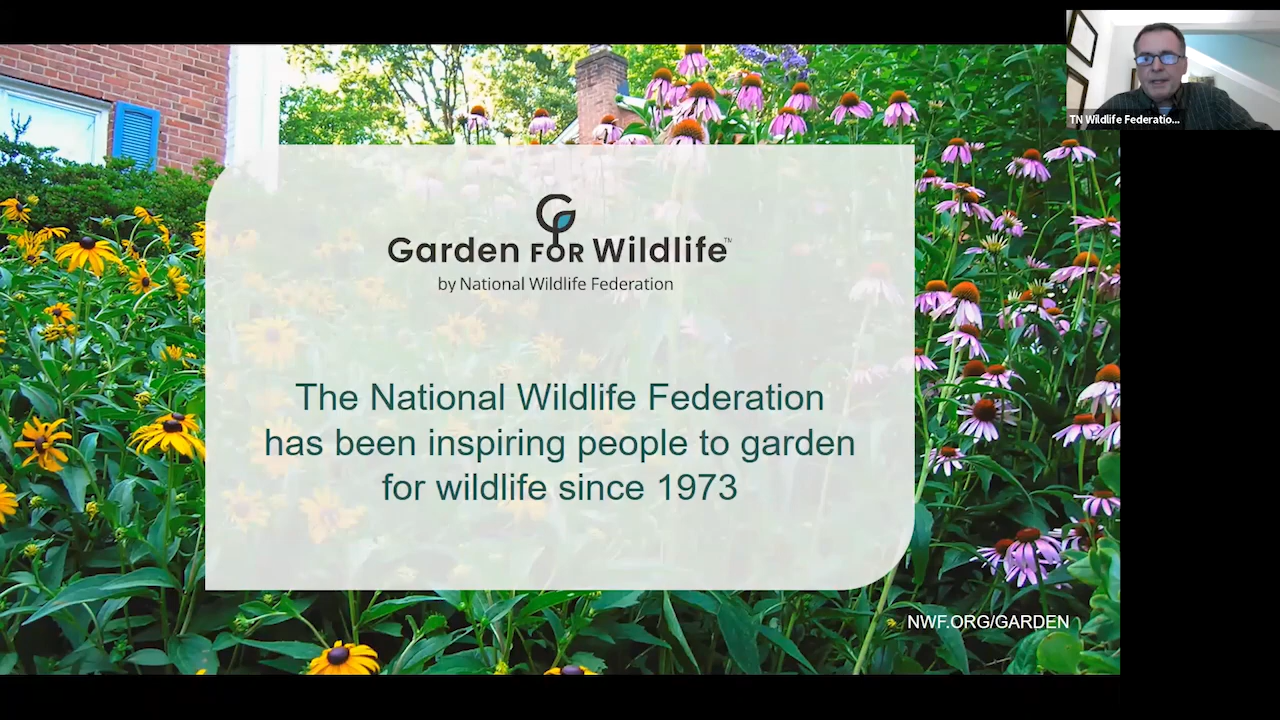 TN Wildlife Federatio...
Garden FOR Wildlife™
by National Wildlife Federation
The National Wildlife Federation
has been inspiring people to garden
for wildlife since 1973
NWF.ORG/GARDEN